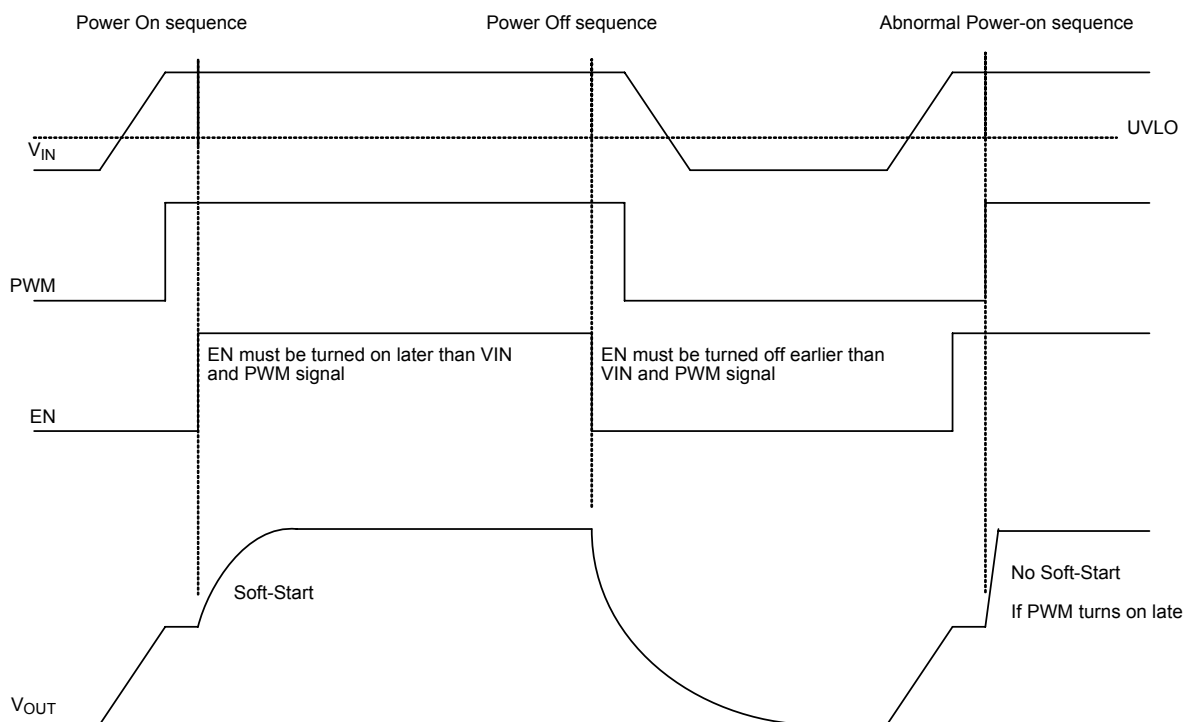 Power On sequence
Power Off sequence
Abnormal Power-on sequence
UVLO
VIN
PWM
EN must be turned on later than VIN
and PWM signal
EN must be turned off earlier than
VIN and PWM signal
EN
Soft-Start
No Soft-Start
If PWM turns on late
VOUT